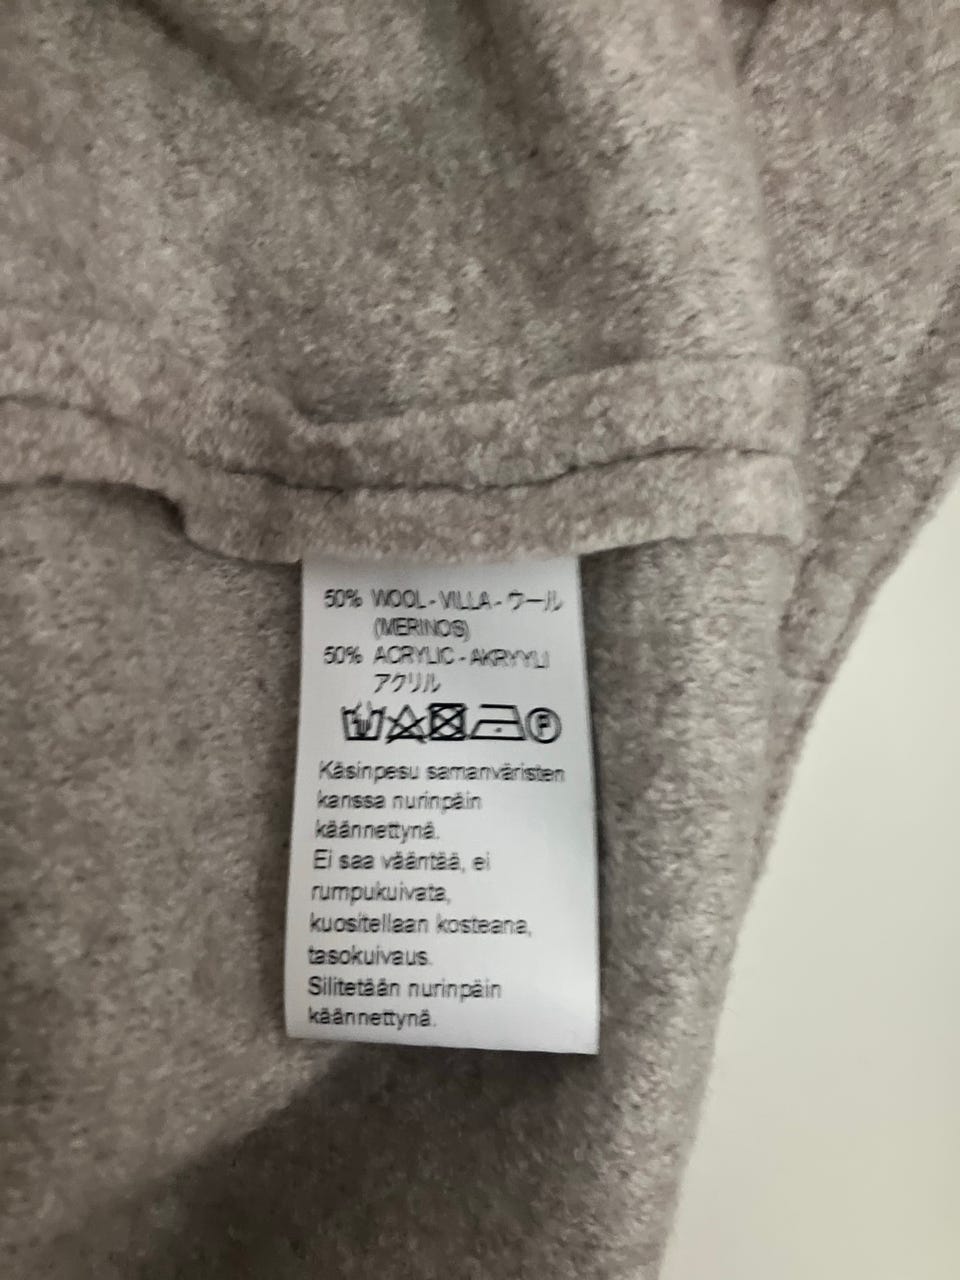 50% WOOL - VILLA - ウール
(MERINOS)
50% ACRYLIC - AKRYYLI
アクリル
P
Käsinpesu samanväristen
kanssa nurinpäin
käännettynä.
Ei saa vääntää, ei
rumpukuivata,
kuositellaan kosteana,
tasokuivaus.
Silitetään nurinpäin
käännettynä.